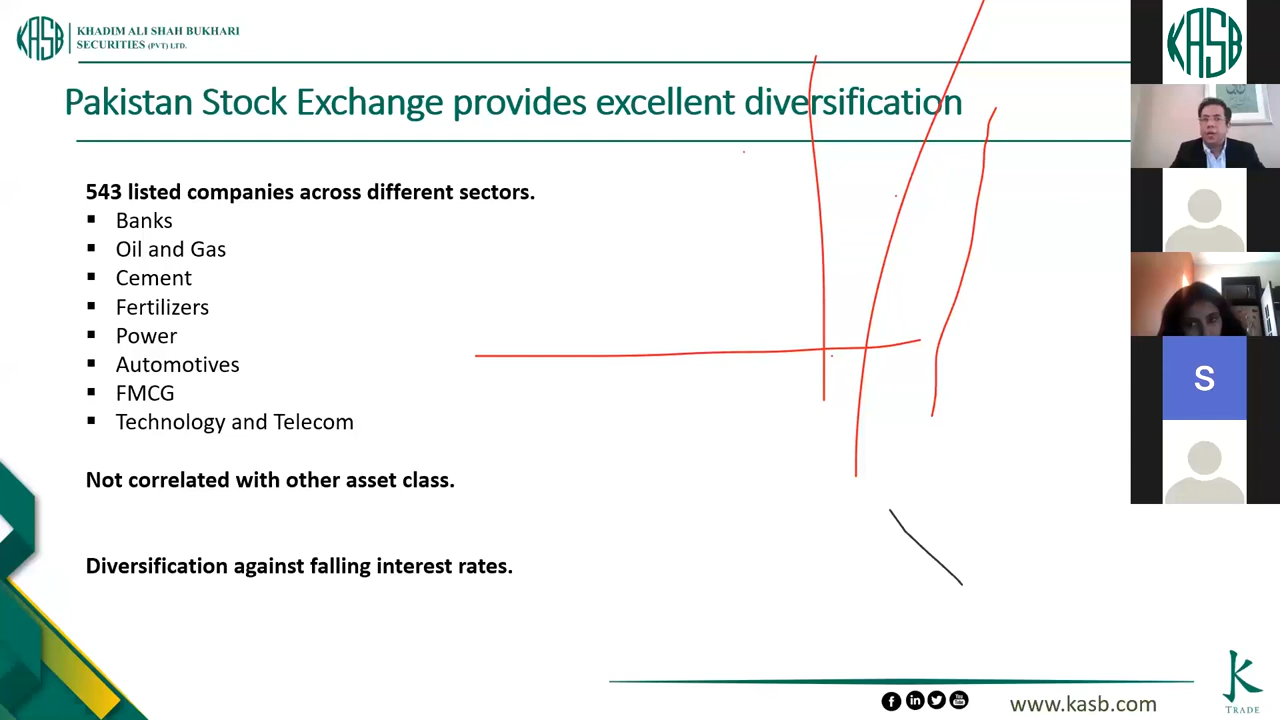 KASB
KHADIM ALI SHAH BUKHARI
SECURITIES (PVT) LTD.
KASB
Pakistan Stock Exchange provides excellent diversification
543 listed companies across different sectors.
Banks
Oil and Gas
Cement
Fertilizers
Power
Automotives
FMCG
Technology and Telecom
Not correlated with other asset class.
Diversification against falling interest rates.
S
www.kasb.com
K
TRADE